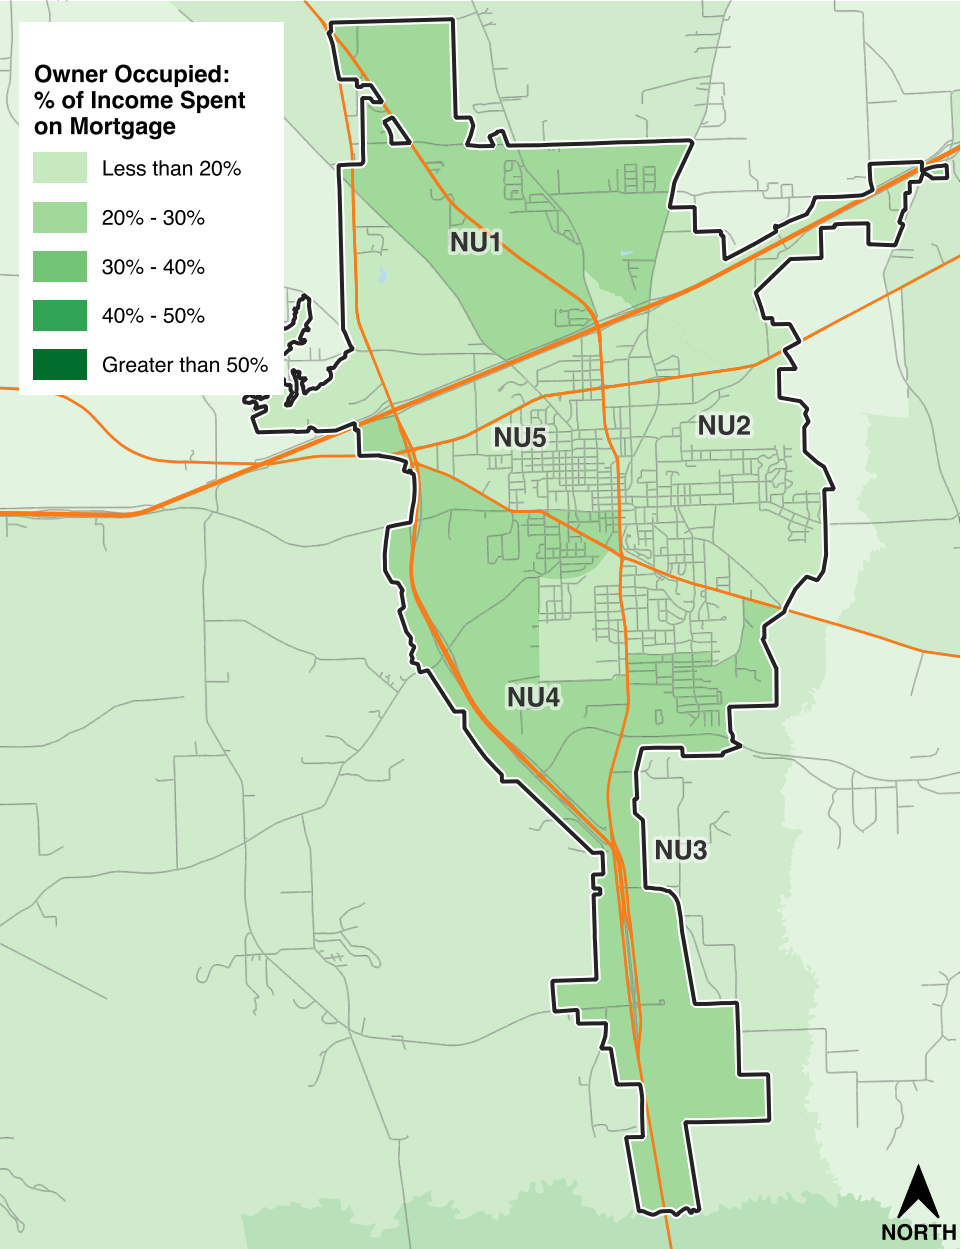 Owner Occupied:
% of Income Spent
on Mortgage
Less than 20%
20% - 30%
30% - 40%
40% - 50%
Greater than 50%
NU1
NU2
NU5
NU4
NU3
NORTH